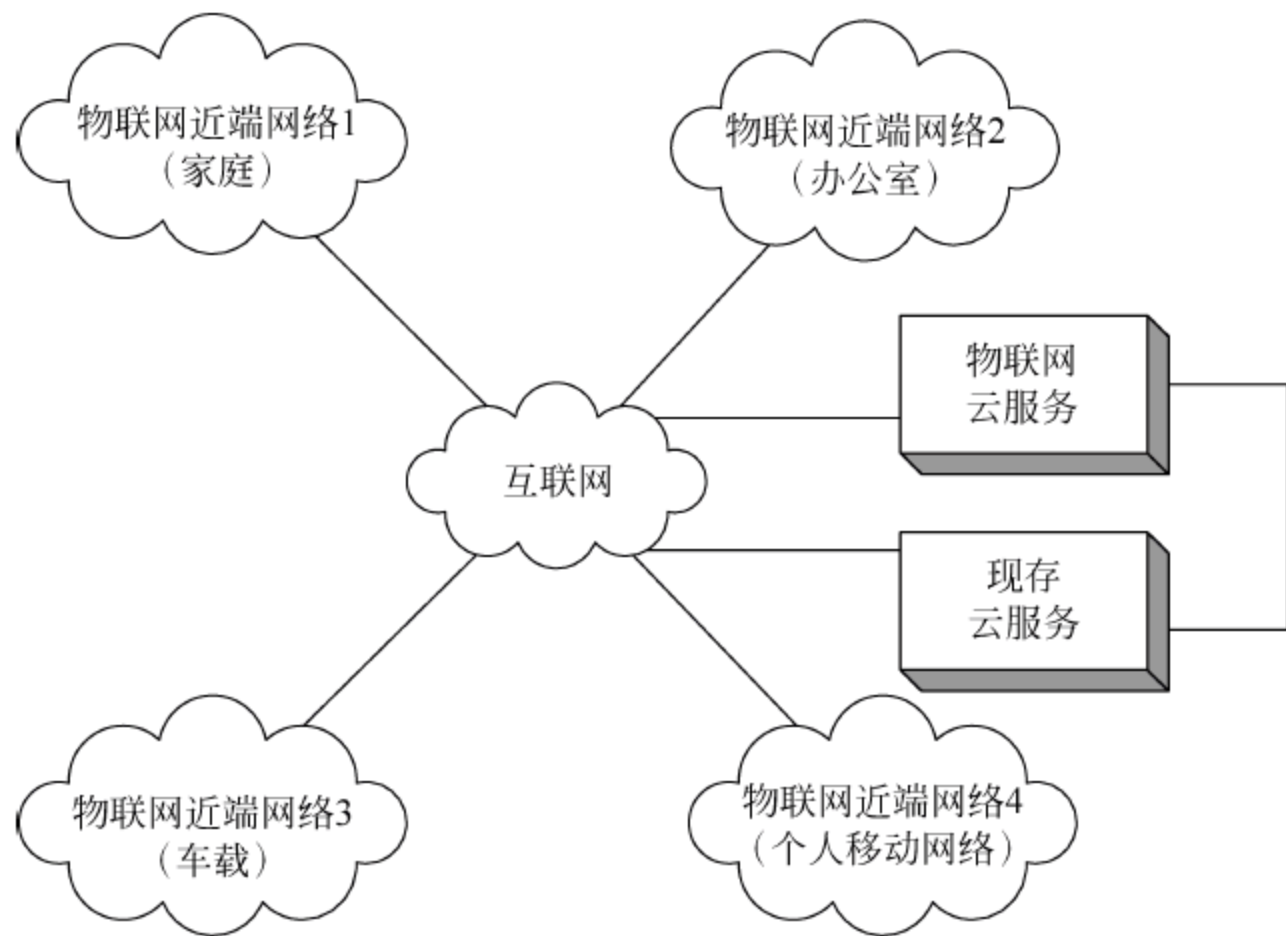 物联网近端网络1
（家庭）
物联网近端网络2
（办公室）
物联网
云服务
互联网
现存
云服务
物联网近端网络3
（车载）
物联网近端网络4
（个人移动网络）